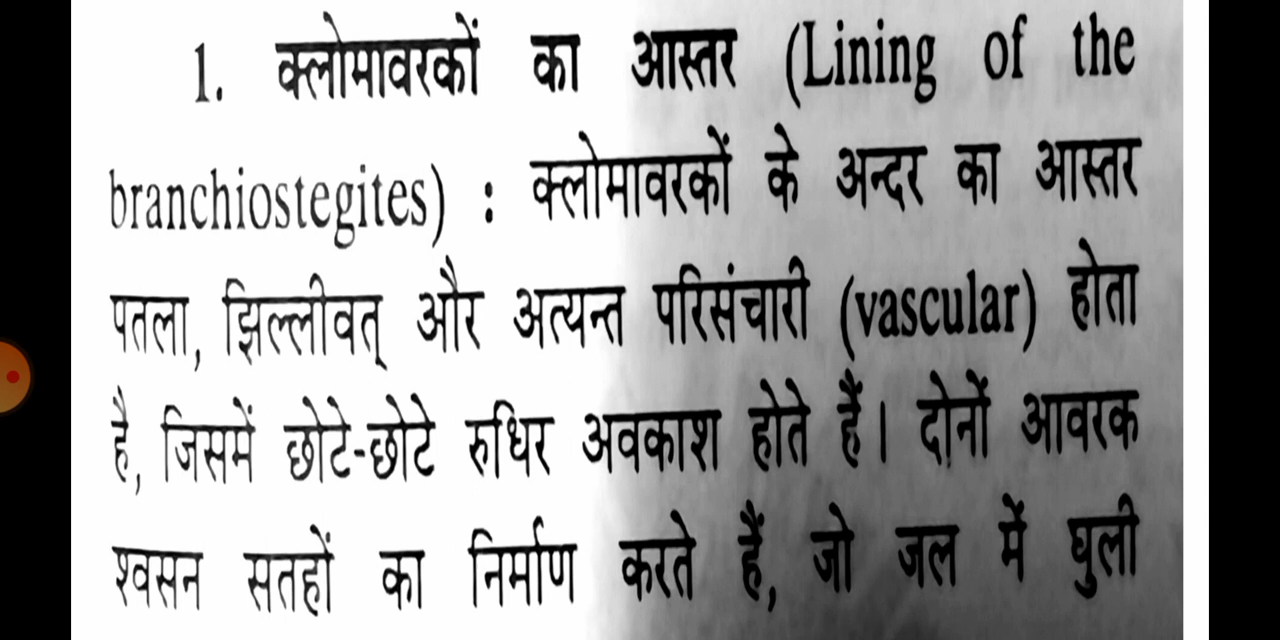 1. क्लोमावरकों का आस्तर (Lining of the
branchiostegites) : क्लोमावरकों के अन्दर का आस्तर
पतला, झिल्लीवत् और अत्यन्त परिसंचारी (vascular) होता
है, जिसमें छोटे-छोटे रुधिर अवकाश होते हैं। दोनों आवरक
श्वसन सतहों का निर्माण करते हैं, जो जल में घुली